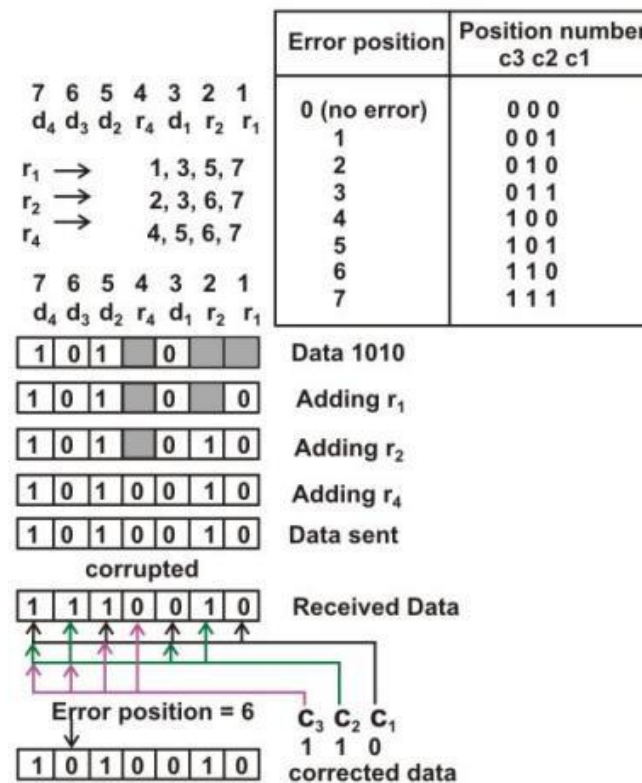 Error position Position number
c3 c2 c1
0 (no error) 0 0 0
1 0 0 1
2 0 1 0
3 0 1 1
4 1 0 0
5 1 0 1
6 1 1 0
7 1 1 1
7 6 5 4 3 2 1
d4 d3 d2 r4 d1 r2 r1
r1 → 1, 3, 5, 7
r2 → 2, 3, 6, 7
r4 → 4, 5, 6, 7
7 6 5 4 3 2 1
d4 d3 d2 r4 d1 r2 r1
1 0 1 0 Data 1010
1 0 1 0 0 Adding r1
1 0 1 0 1 0 Adding r2
1 0 1 0 0 1 0 Adding r4
1 0 1 0 0 1 0 Data sent
corrupted
1 1 1 0 0 1 0 Received Data
Error position = 6 C3 C2 C1
1 1 0
1 0 1 0 0 1 0 corrected data